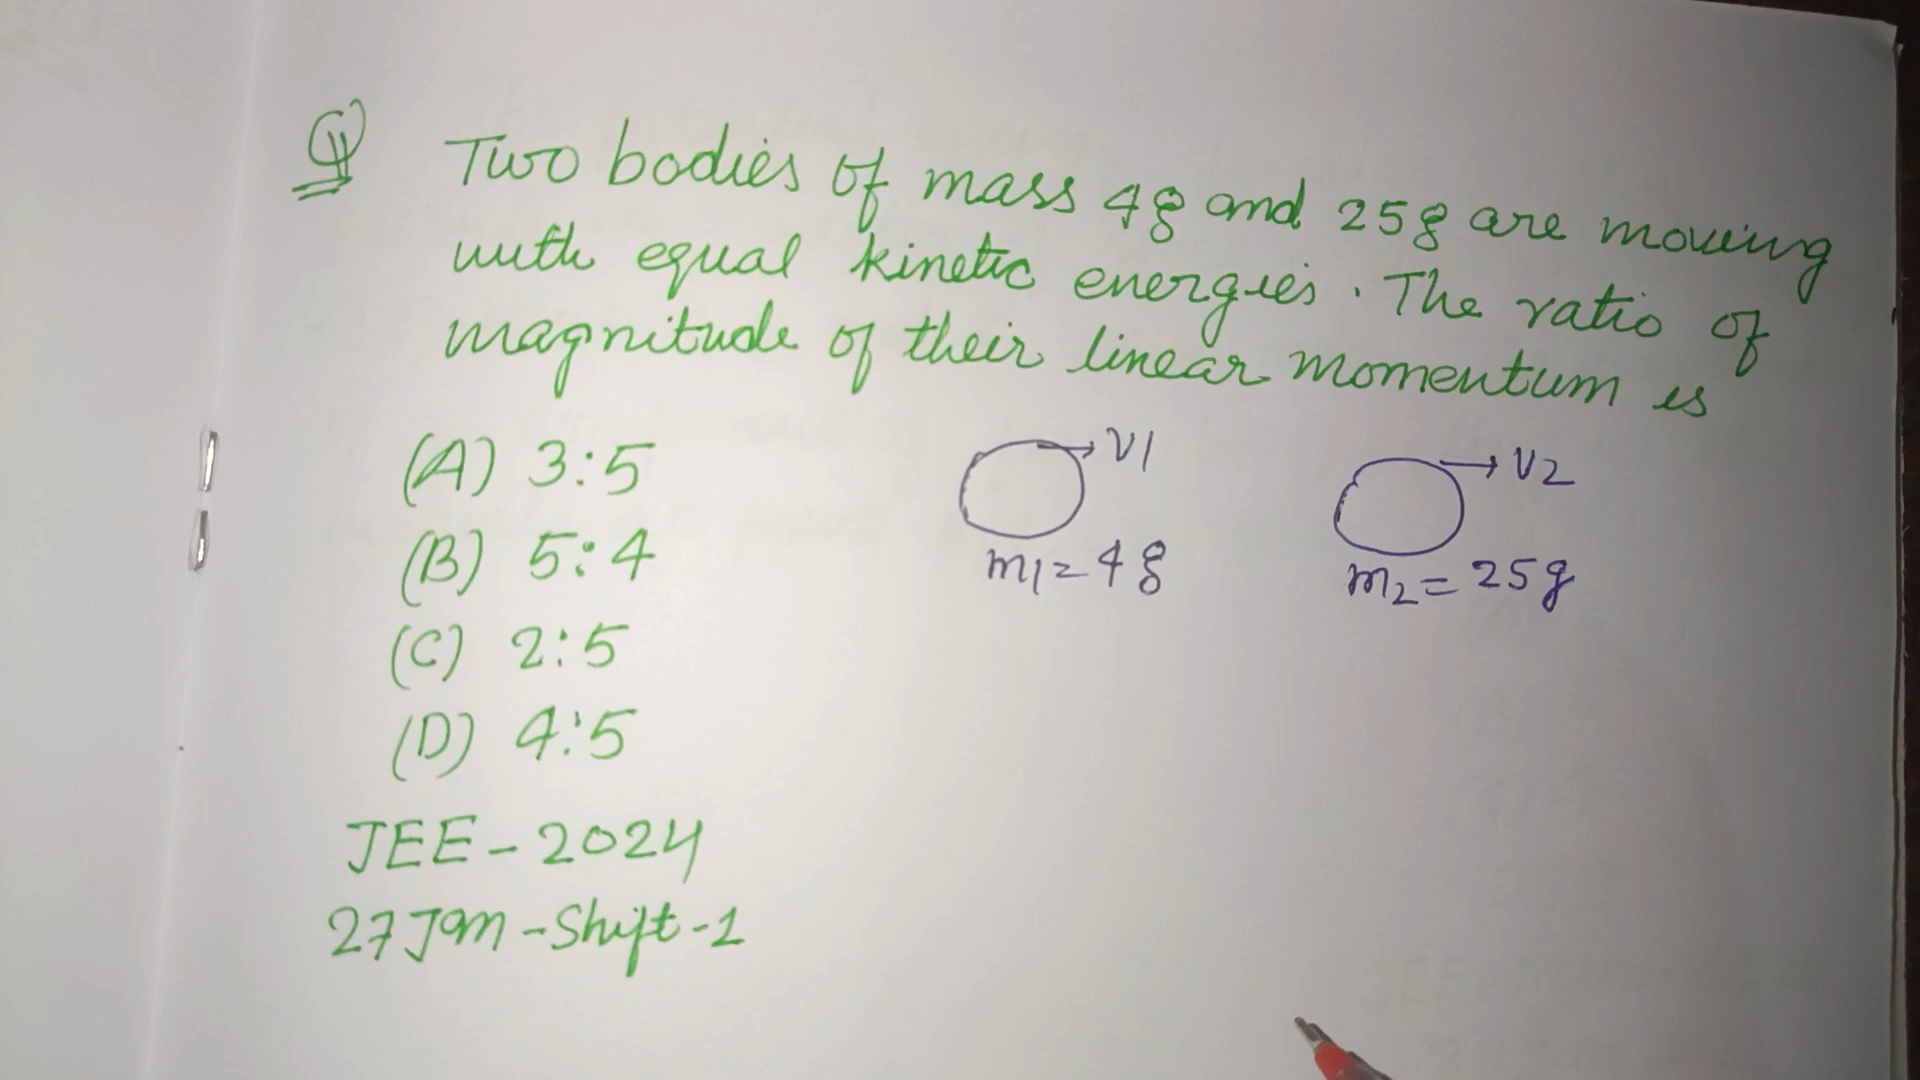 Q Two bodies of mass 4g and 25g are moving
with equal kinetic energies. The ratio of
magnitude of their linear momentum is
(A) 3:5
(B) 5:4
(C) 2:5
(D) 4:5
JEE-2024
27 Jan-Shift-1
V1
m1=4g
V2
m2=25g